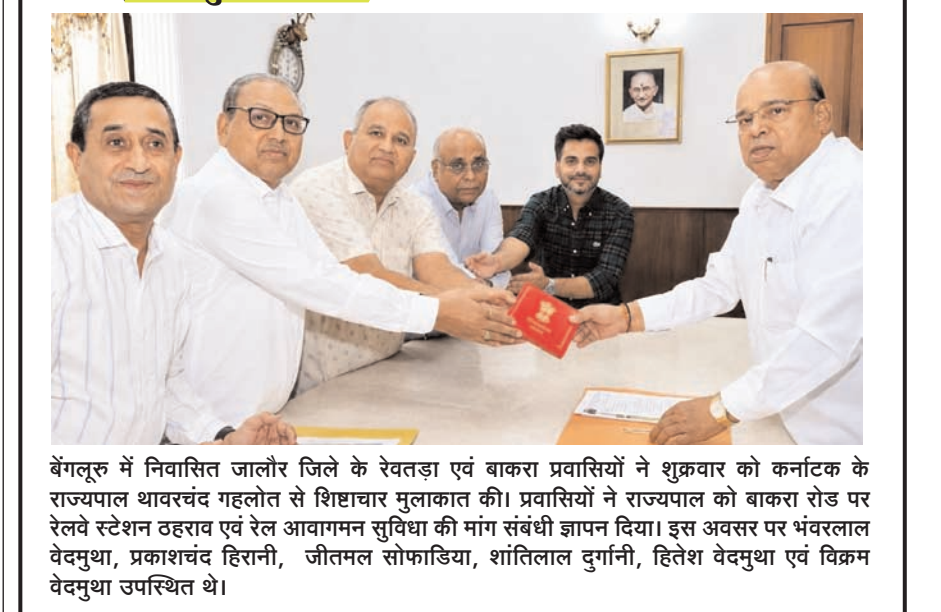 बेंगलूरु में निवासित जालौर जिले के रेवतड़ा एवं बाकरा प्रवासियों ने शुक्रवार को कर्नाटक के
राज्यपाल थावरचंद गहलोत से शिष्टाचार मुलाकात की। प्रवासियों ने राज्यपाल को बाकरा रोड पर
रेलवे स्टेशन ठहराव एवं रेल आवागमन सुविधा की मांग संबंधी ज्ञापन दिया। इस अवसर पर भंवरलाल
वेदमुथा, प्रकाशचंद हिरानी, जीतमल सोफाडिया, शांतिलाल दुर्गानी, हितेश वेदमुथा एवं विक्रम
वेदमुथा उपस्थित थे।